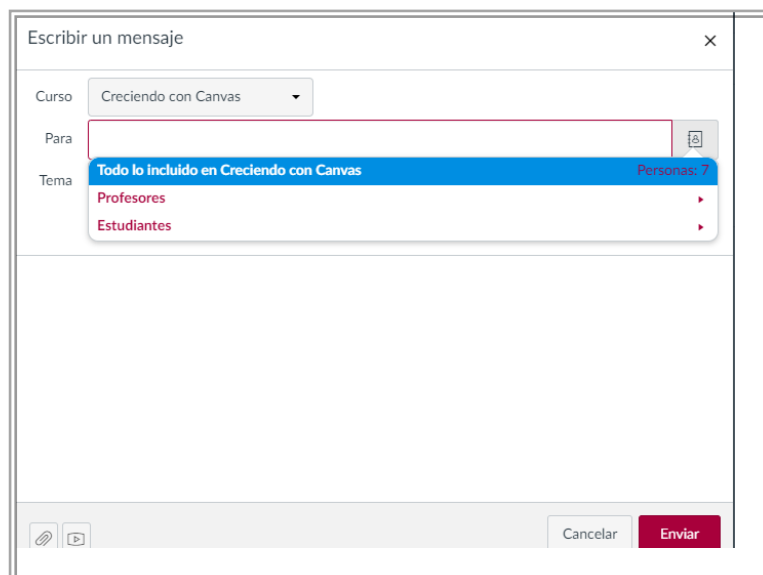 Escribir un mensaje
Curso Creciendo con Canvas
Para
Todo lo incluido en Creciendo con Canvas Personas: 7
Tema
Profesores
Estudiantes
Cancelar Enviar